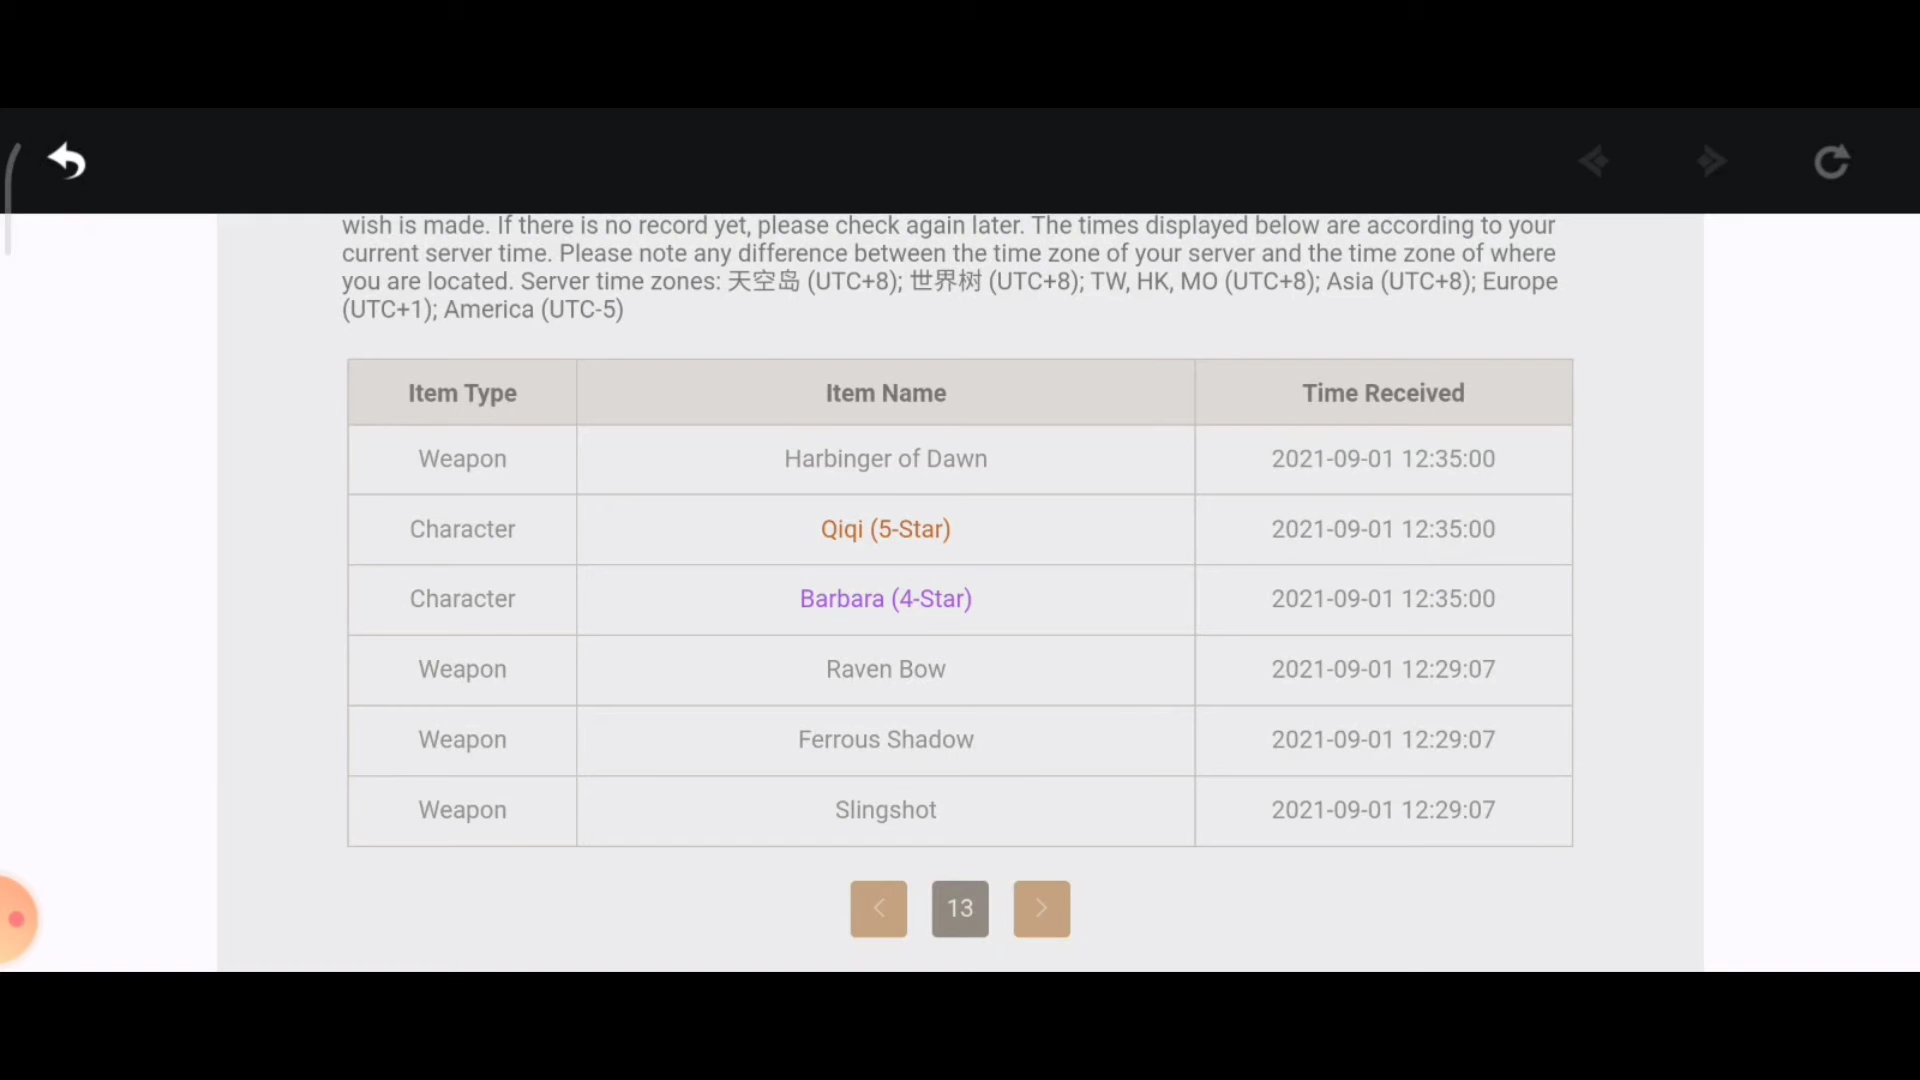 wish is made. If there is no record yet, please check again later. The times displayed below are according to your
current server time. Please note any difference between the time zone of your server and the time zone of where
you are located. Server time zones: 天空岛 (UTC+8); 世界树 (UTC+8); TW, HK, MO (UTC+8); Asia (UTC+8); Europe
(UTC+1); America (UTC-5)
Item Type Item Name Time Received
Weapon Harbinger of Dawn 2021-09-01 12:35:00
Character Qiqi (5-Star) 2021-09-01 12:35:00
Character Barbara (4-Star) 2021-09-01 12:35:00
Weapon Raven Bow 2021-09-01 12:29:07
Weapon Ferrous Shadow 2021-09-01 12:29:07
Weapon Slingshot 2021-09-01 12:29:07
13